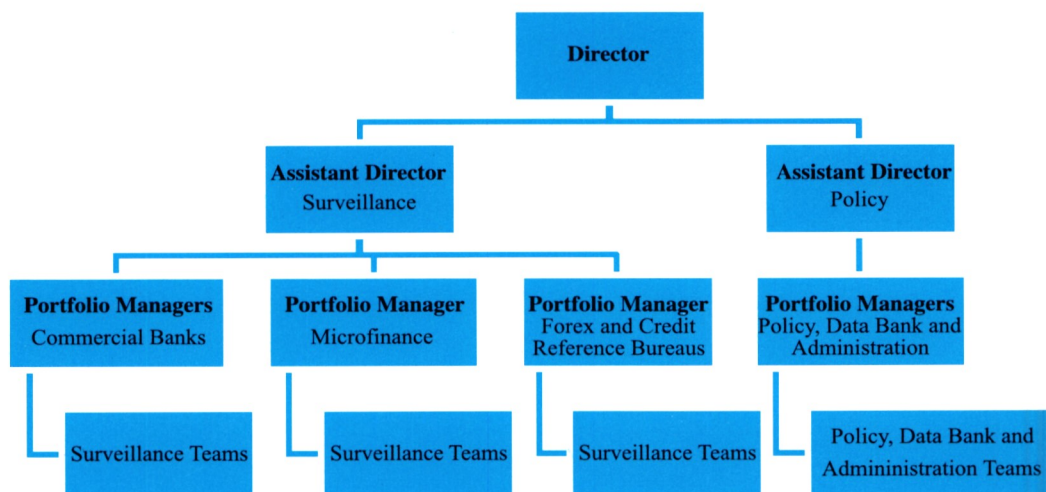 Director
Assistant Director
Surveillance
Assistant Director
Policy
Portfolio Managers
Commercial Banks
Portfolio Manager
Microfinance
Portfolio Manager
Forex and Credit
Reference Bureaus
Portfolio Managers
Policy, Data Bank and
Administration
Surveillance Teams
Surveillance Teams
Surveillance Teams
Policy, Data Bank and
Admininistration Teams